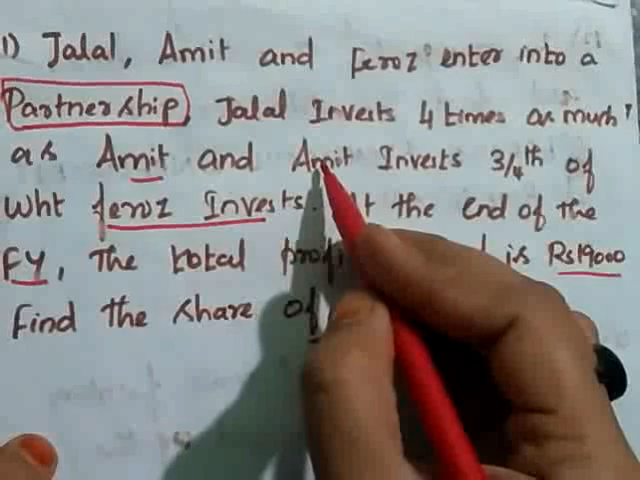 1) Jalal, Amit and feroz enter into a
Partnership, Jalal Invests 4 times as much
as Amit and Amit Invests 3/4th of
wht feroz Invests. At the end of the
FY, the total is Rs19000
Find the share of